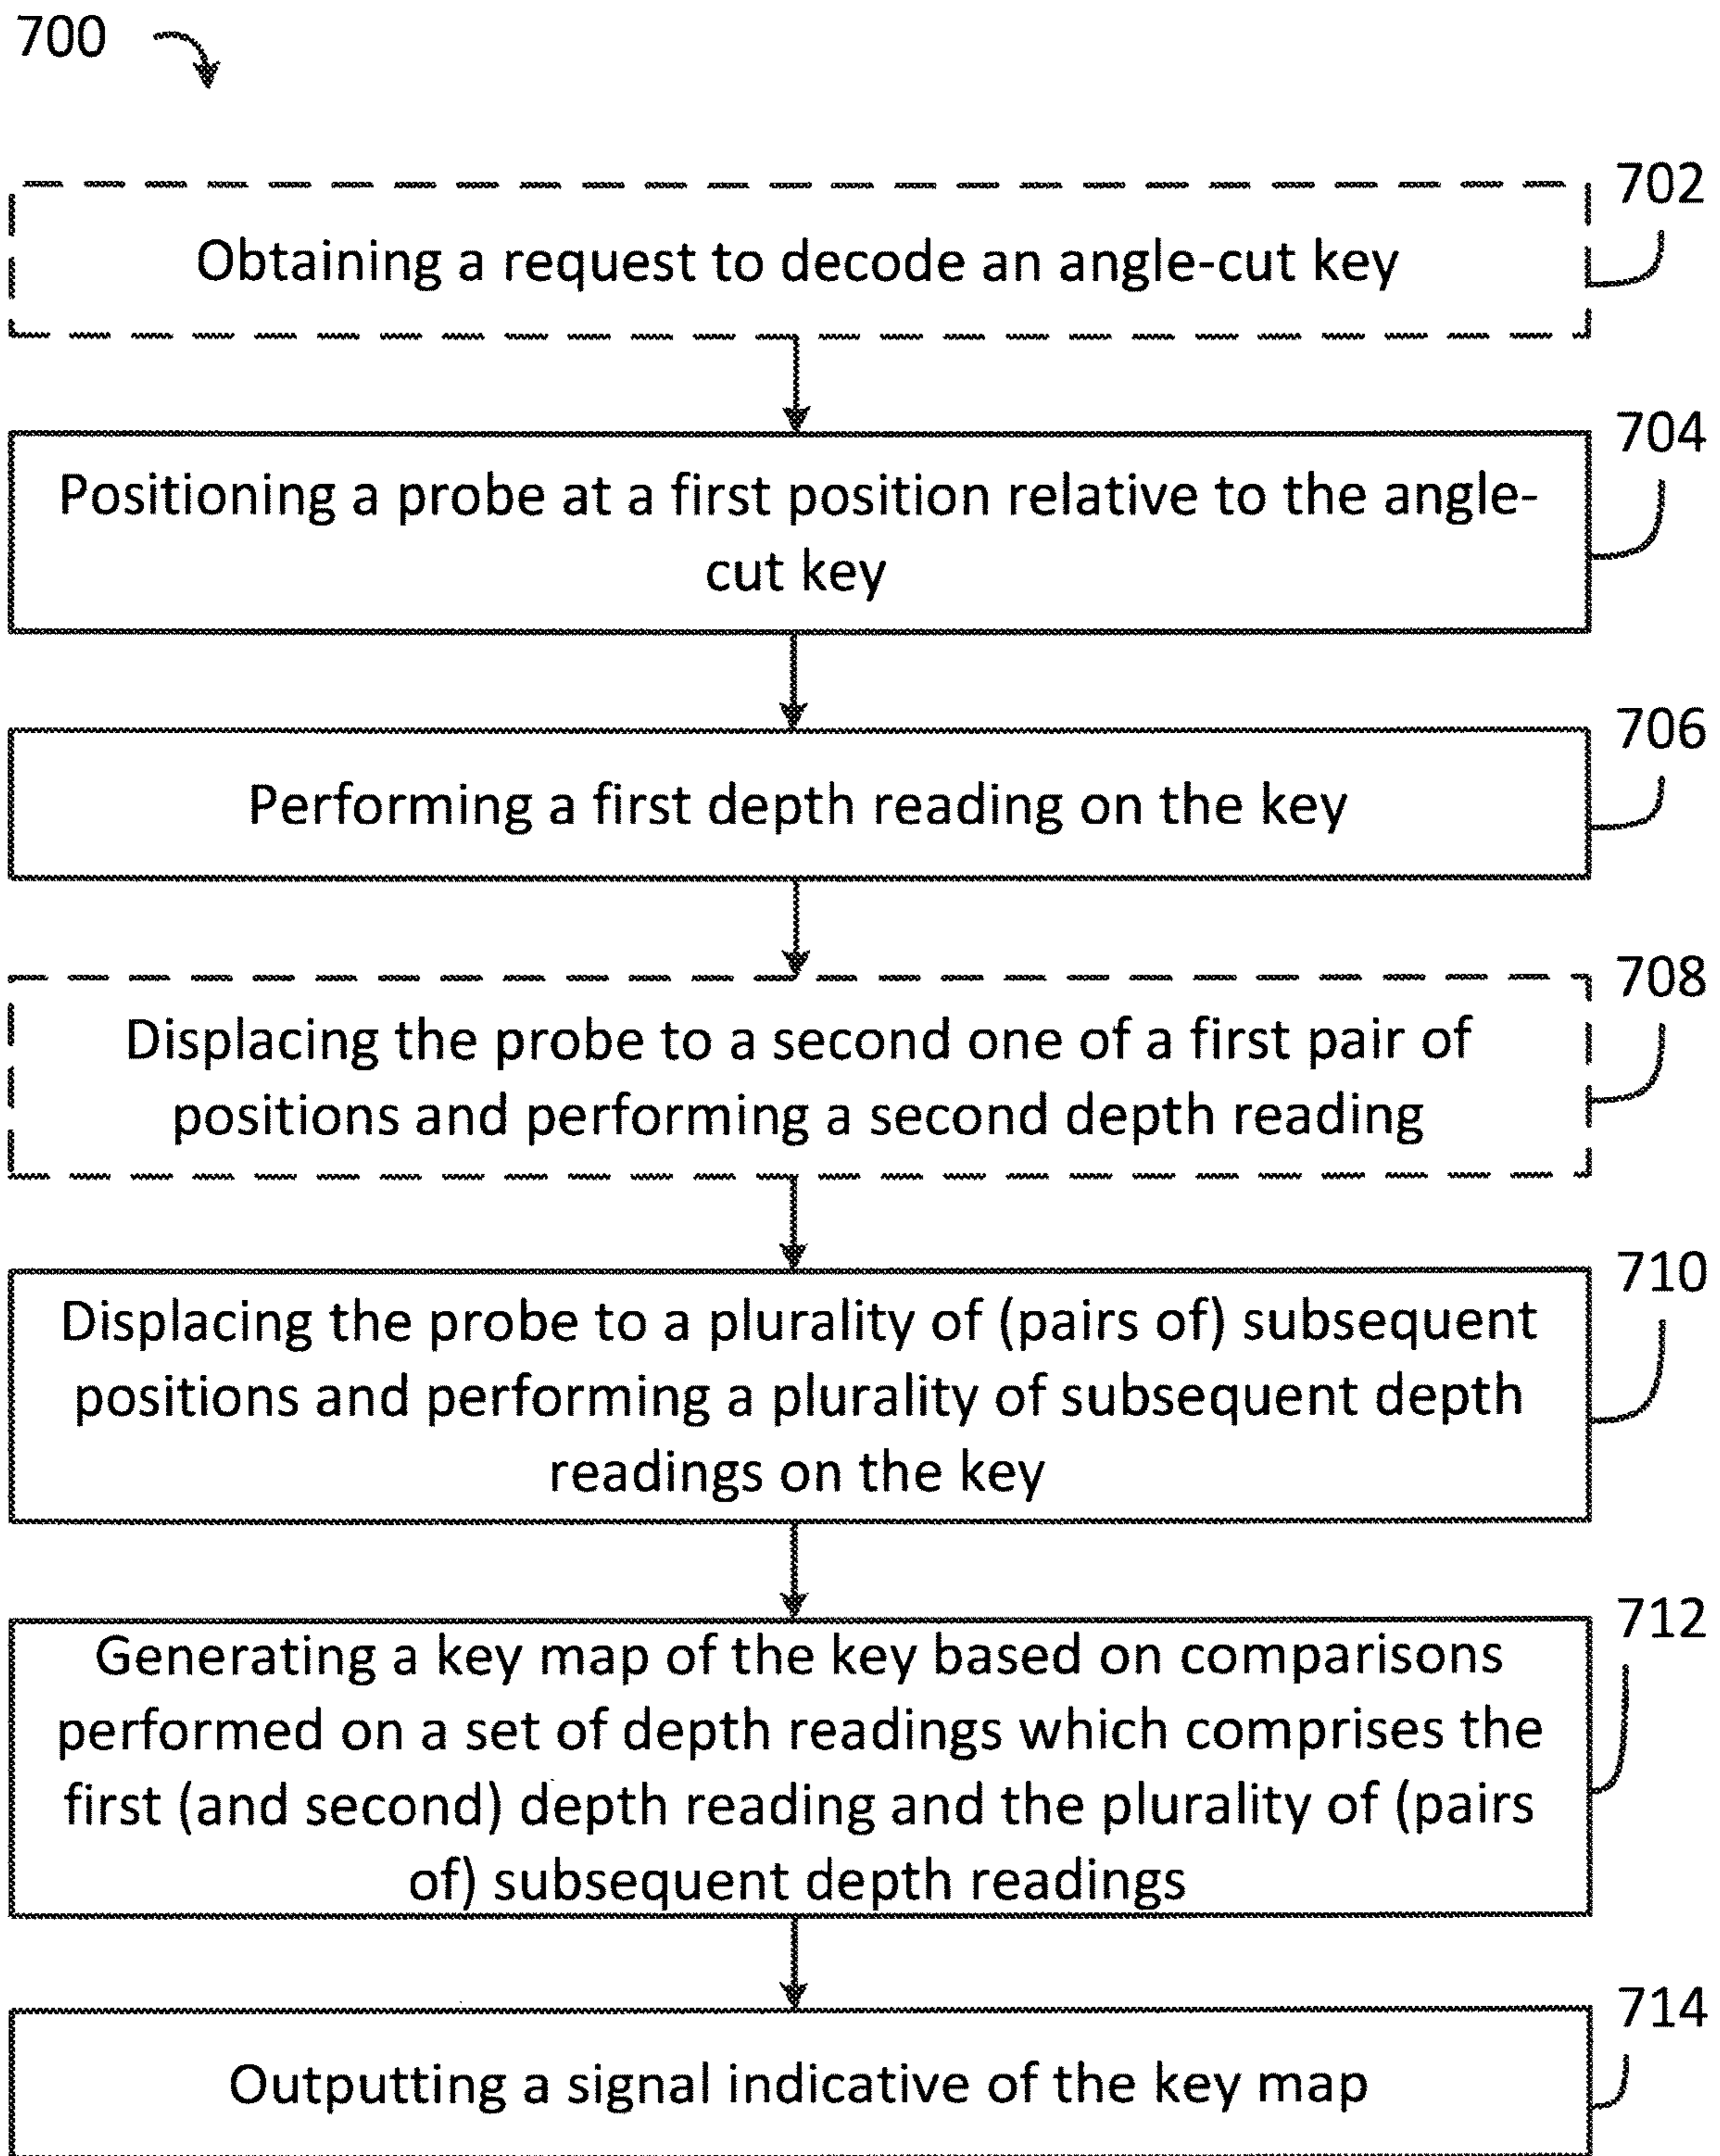 700
702
Obtaining a request to decode an angle-cut key
704
Positioning a probe at a first position relative to the angle-
cut key
706
Performing a first depth reading on the key
708
Displacing the probe to a second one of a first pair of
positions and performing a second depth reading
710
Displacing the probe to a plurality of (pairs of) subsequent
positions and performing a plurality of subsequent depth
readings on the key
712
Generating a key map of the key based on comparisons
performed on a set of depth readings which comprises the
first (and second) depth reading and the plurality of (pairs
of) subsequent depth readings
714
Outputting a signal indicative of the key map